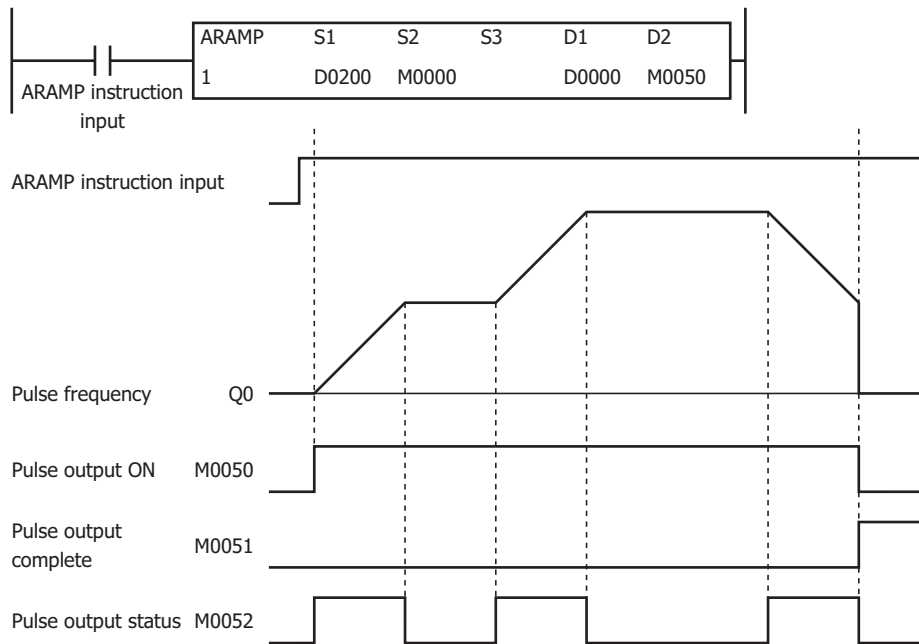 ARAMP S1 S2 S3 D1 D2
1 D0200 M0000 D0000 M0050
ARAMP instruction
input
ARAMP instruction input
Pulse frequency Q0
Pulse output ON M0050
Pulse output
complete M0051
Pulse output status M0052